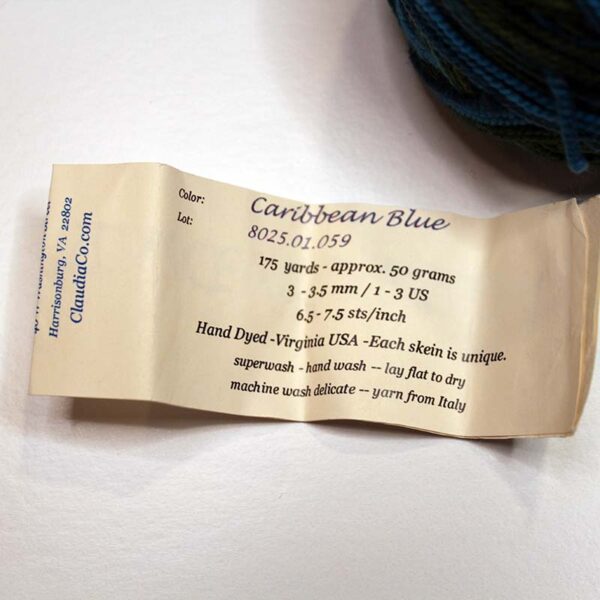 Harrisonburg, VA 22802
ClaudiaCo.com
Color: Caribbean Blue
Lot: 8025.01.059
175 yards - approx. 50 grams
3 - 3.5 mm / 1 - 3 US
6.5 - 7.5 sts/inch
Hand Dyed -Virginia USA -Each skein is unique.
superwash - hand wash -- lay flat to dry
machine wash delicate -- yarn from Italy